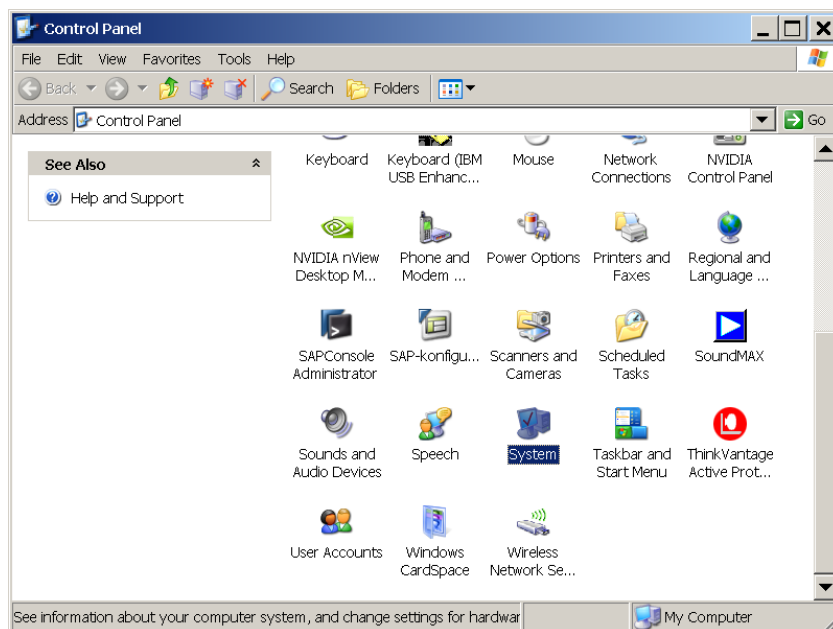 Control Panel
File Edit View Favorites Tools Help
Back Search Folders
Address Control Panel Go
See Also
Help and Support
Keyboard
Keyboard (IBM
USB Enhanc...
Mouse
Network
Connections
NVIDIA
Control Panel
NVIDIA nView
Desktop M...
Phone and
Modem ...
Power Options
Printers and
Faxes
Regional and
Language ...
SAPConsole
Administrator
SAP-konfigu...
Scanners and
Cameras
Scheduled
Tasks
SoundMAX
Sounds and
Audio Devices
Speech
System
Taskbar and
Start Menu
ThinkVantage
Active Prot...
User Accounts
Windows
CardSpace
Wireless
Network Se...
See information about your computer system, and change settings for hardwar
My Computer